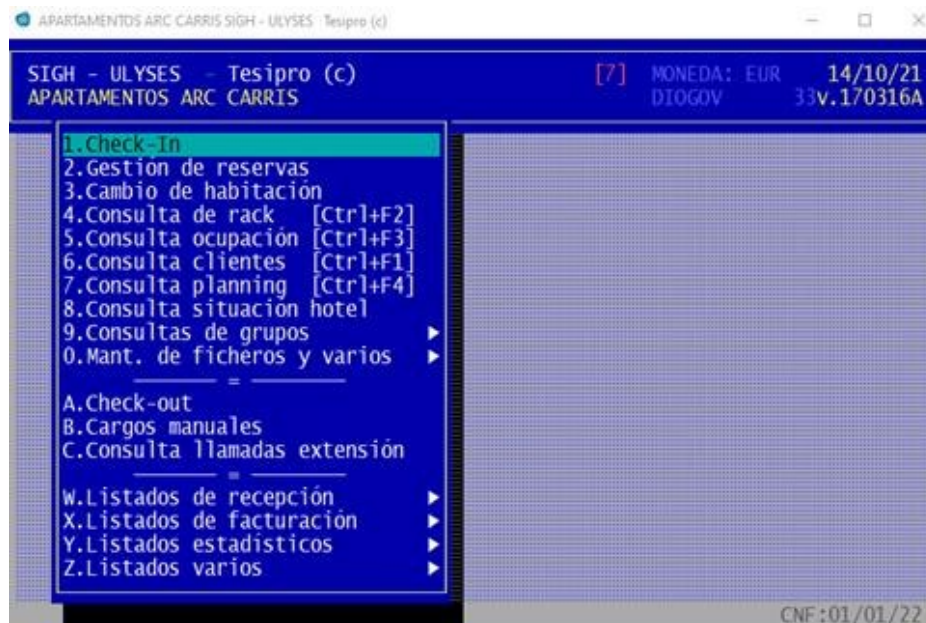 APARTAMENTOS ARC CARRIS SIGH - ULYSES Tesipro (c)
SIGH - ULYSES - Tesipro (c) [7] MONEDA: EUR 14/10/21
APARTAMENTOS ARC CARRIS DIOGOV 33v.170316A
1.Check-In
2.Gestión de reservas
3.Cambio de habitación
4.Consulta de rack [Ctrl+F2]
5.Consulta ocupación [Ctrl+F3]
6.Consulta clientes [Ctrl+F1]
7.Consulta planning [Ctrl+F4]
8.Consulta situación hotel
9.Consultas de grupos
0.Mant. de ficheros y varios
A.Check-out
B.Cargos manuales
C.Consulta llamadas extensión
W.Listados de recepción
X.Listados de facturación
Y.Listados estadísticos
Z.Listados varios
CNF:01/01/22